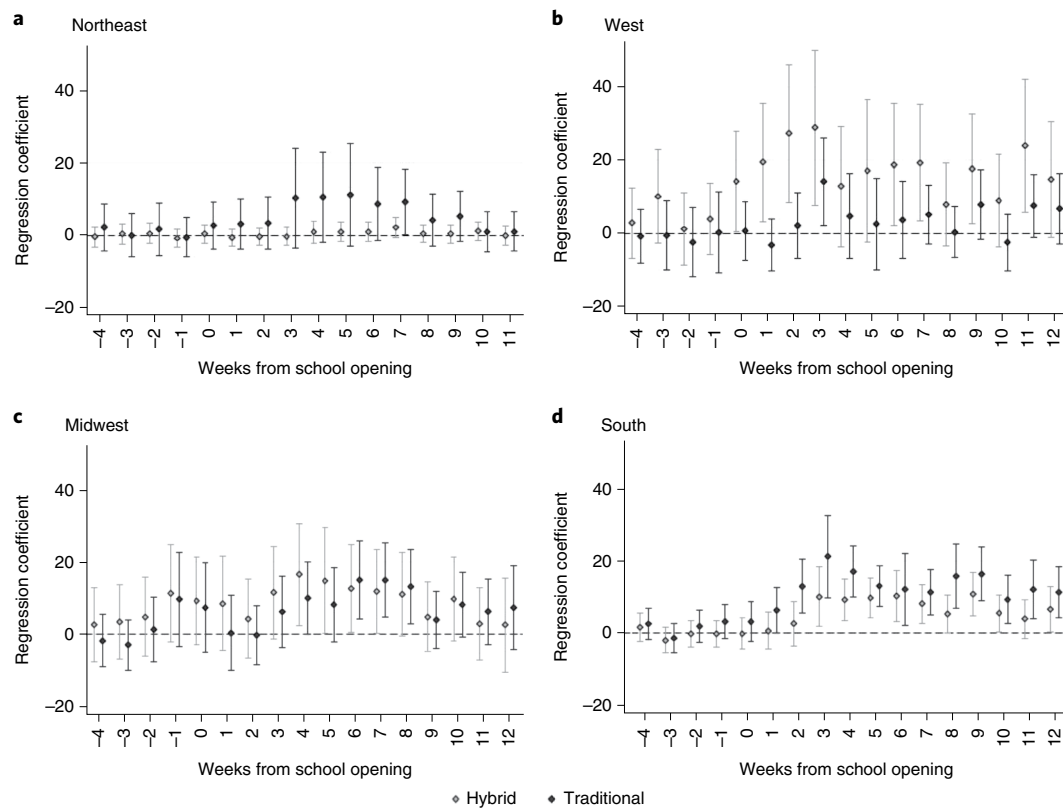 a
Northeast
Regression coefficient
40
20
0
–20
–4 –3 –2 –1 0 1 2 3 4 5 6 7 8 9 10 11
Weeks from school opening
b
West
Regression coefficient
40
20
0
–20
–4 –3 –2 –1 0 1 2 3 4 5 6 7 8 9 10 11 12
Weeks from school opening
c
Midwest
Regression coefficient
40
20
0
–20
–4 –3 –2 –1 0 1 2 3 4 5 6 7 8 9 10 11 12
Weeks from school opening
d
South
Regression coefficient
40
20
0
–20
–4 –3 –2 –1 0 1 2 3 4 5 6 7 8 9 10 11 12
Weeks from school opening
Hybrid Traditional